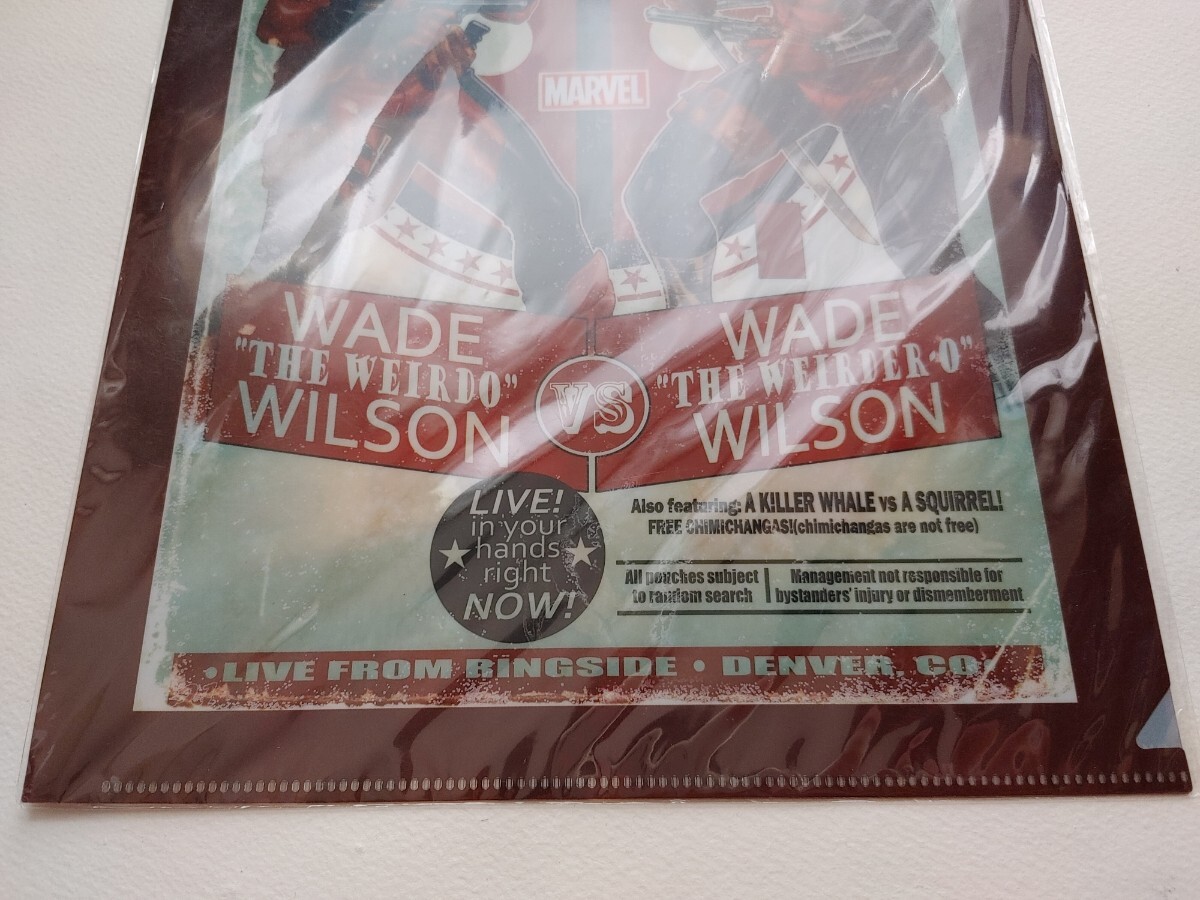 MARVEL
WADE
"THE WEIRDO"
WILSON
VS
WADE
"THE WEIRDER-O"
WILSON
LIVE!
in your
hands
right
NOW!
Also featuring: A KILLER WHALE vs A SQUIRREL!
FREE CHIMICHANGAS!(chimichangas are not free)
All pouches subject
to random search
Management not responsible for
bystanders' injury or dismemberment
•LIVE FROM RINGSIDE • DENVER, CO•